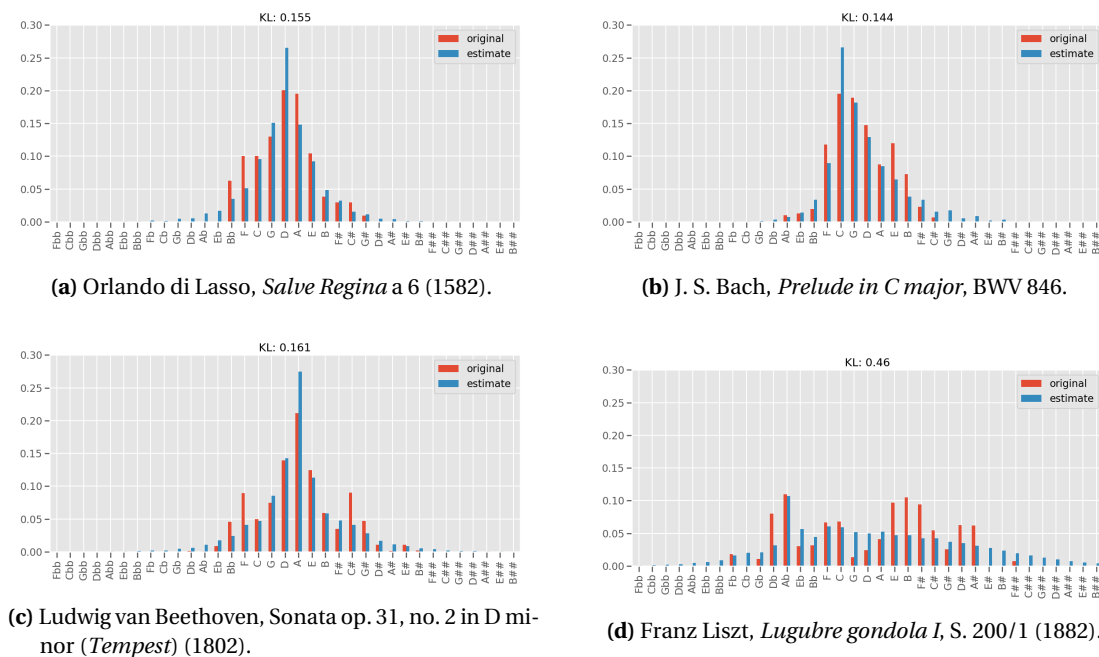 KL: 0.155
0.30
0.25
0.20
0.15
0.10
0.05
0.00
original
estimate
Fbb Cbb Gbb Dbb Abb Ebb Bbb Fb Cb Gb Db Ab Eb Bb F C G D A E B F# C# G# D# A# E# B# F## C## G## D## A## E## B##
(a) Orlando di Lasso, Salve Regina a 6 (1582).
KL: 0.144
0.30
0.25
0.20
0.15
0.10
0.05
0.00
original
estimate
Fbb Cbb Gbb Dbb Abb Ebb Bbb Fb Cb Gb Db Ab Eb Bb F C G D A E B F# C# G# D# A# E# B# F## C## G## D## A## E## B##
(b) J. S. Bach, Prelude in C major, BWV 846.
KL: 0.161
0.30
0.25
0.20
0.15
0.10
0.05
0.00
original
estimate
Fbb Cbb Gbb Dbb Abb Ebb Bbb Fb Cb Gb Db Ab Eb Bb F C G D A E B F# C# G# D# A# E# B# F## C## G## D## A## E## B##
(c) Ludwig van Beethoven, Sonata op. 31, no. 2 in D mi-
nor (Tempest) (1802).
KL: 0.46
0.30
0.25
0.20
0.15
0.10
0.05
0.00
original
estimate
Fbb Cbb Gbb Dbb Abb Ebb Bbb Fb Cb Gb Db Ab Eb Bb F C G D A E B F# C# G# D# A# E# B# F## C## G## D## A## E## B##
(d) Franz Liszt, Lugubre gondola I, S. 200/1 (1882).